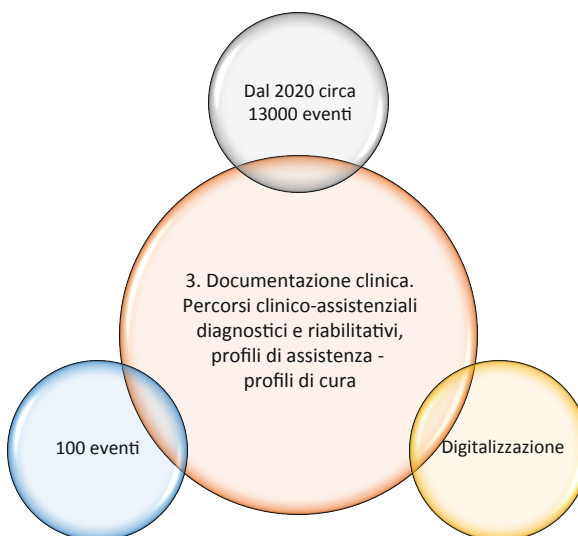 Dal 2020 circa
13000 eventi
3. Documentazione clinica.
Percorsi clinico-assistenziali
diagnostici e riabilitativi,
profili di assistenza -
profili di cura
100 eventi
Digitalizzazione